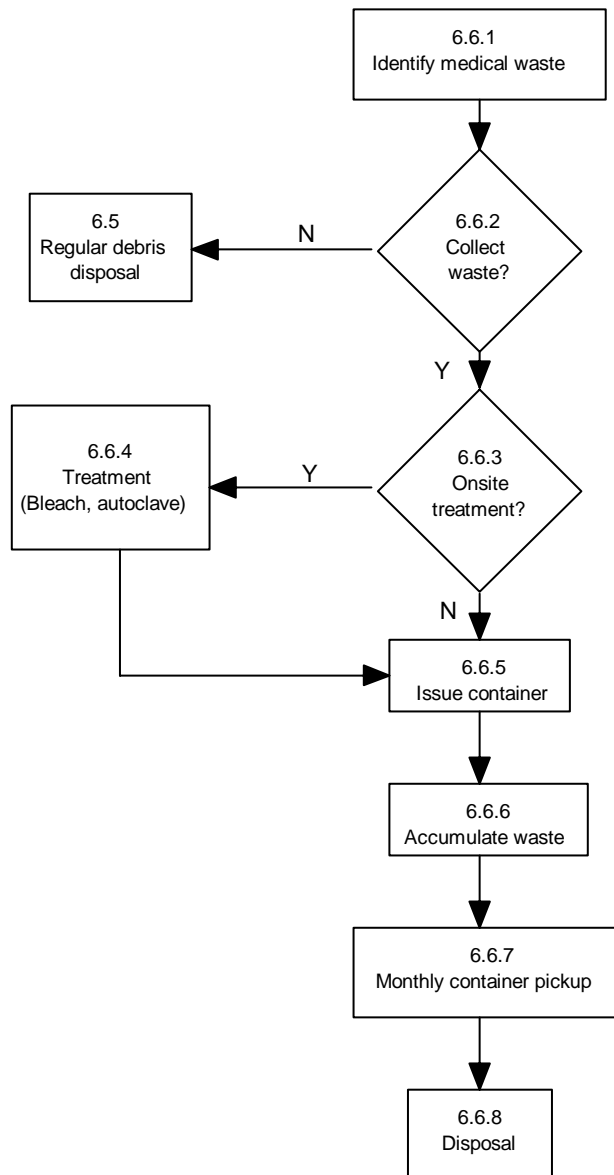 6.6.1
Identify medical waste
6.6.2
Collect
waste?
N
6.5
Regular debris
disposal
Y
6.6.3
Onsite
treatment?
Y
6.6.4
Treatment
(Bleach, autoclave)
N
6.6.5
Issue container
6.6.6
Accumulate waste
6.6.7
Monthly container pickup
6.6.8
Disposal